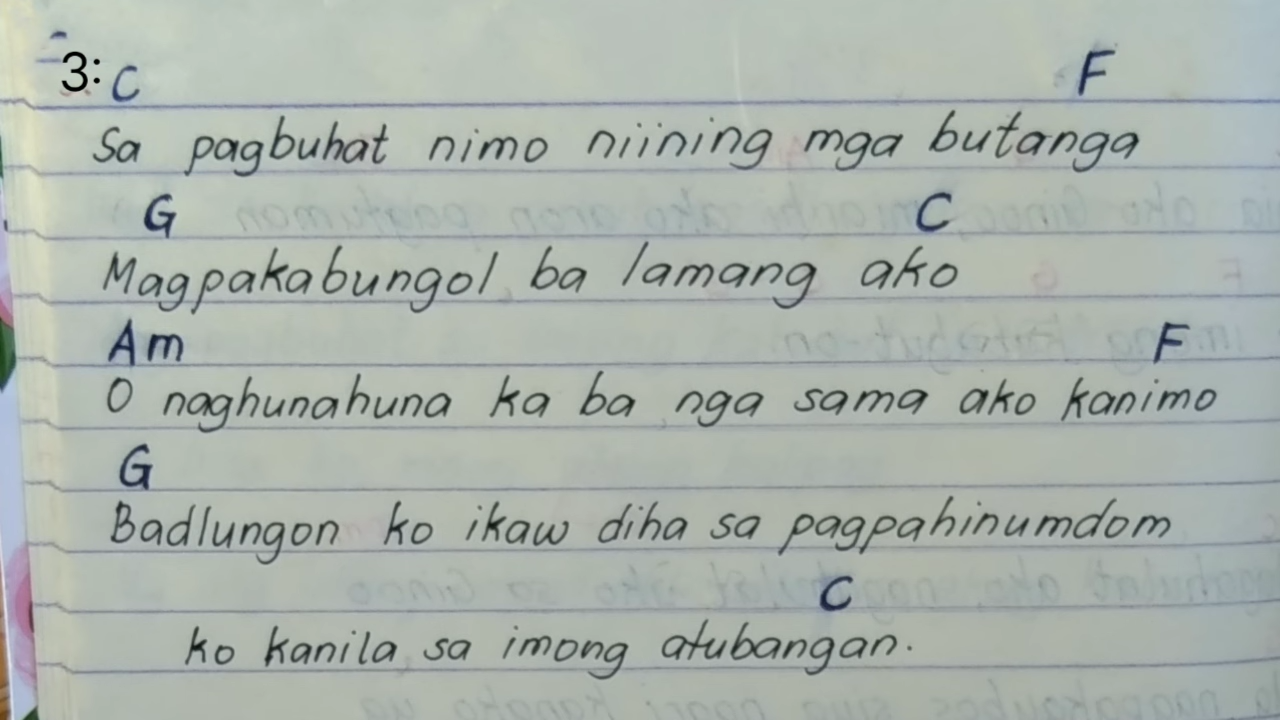 3: C F
Sa pagbuhat nimo niining mga butanga
G C
Magpakabungol ba lamang ako
Am F
O naghunahuna ka ba nga sama ako kanimo
G
Badlungon ko ikaw diha sa pagpahinumdom
C
ko kanila sa imong atubangan.